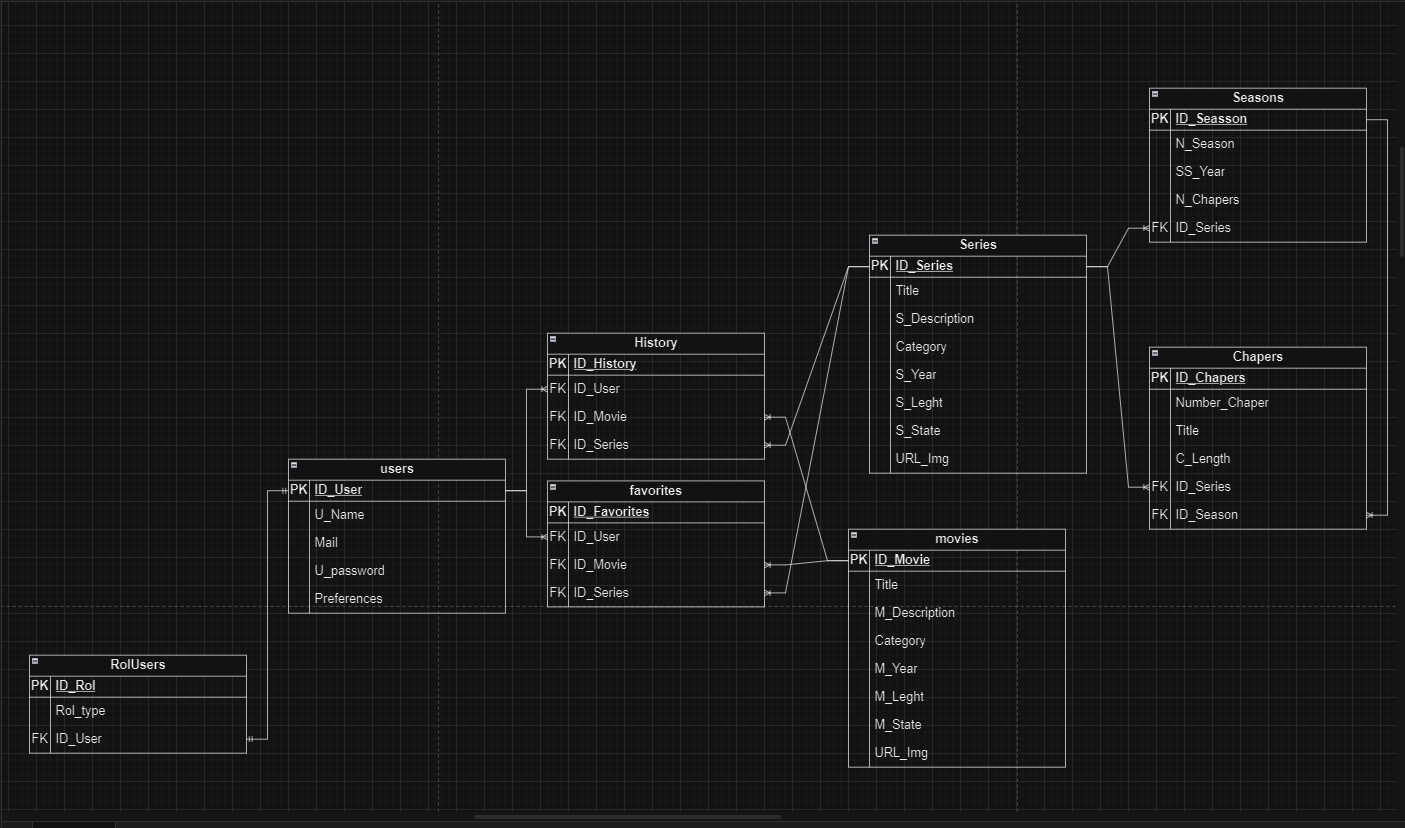 Seasons
PK ID_Seasson
N_Season
SS_Year
N_Chapers
FK ID_Series
Series
PK ID_Series
Title
S_Description
Category
S_Year
S_Leght
S_State
URL_Img
History
PK ID_History
FK ID_User
FK ID_Movie
FK ID_Series
Chapers
PK ID_Chapers
Number_Chaper
Title
C_Length
FK ID_Series
FK ID_Season
users
PK ID_User
U_Name
Mail
U_password
Preferences
favorites
PK ID_Favorites
FK ID_User
FK ID_Movie
FK ID_Series
movies
PK ID_Movie
Title
M_Description
Category
M_Year
M_Leght
M_State
URL_Img
RolUsers
PK ID_Rol
Rol_type
FK ID_User